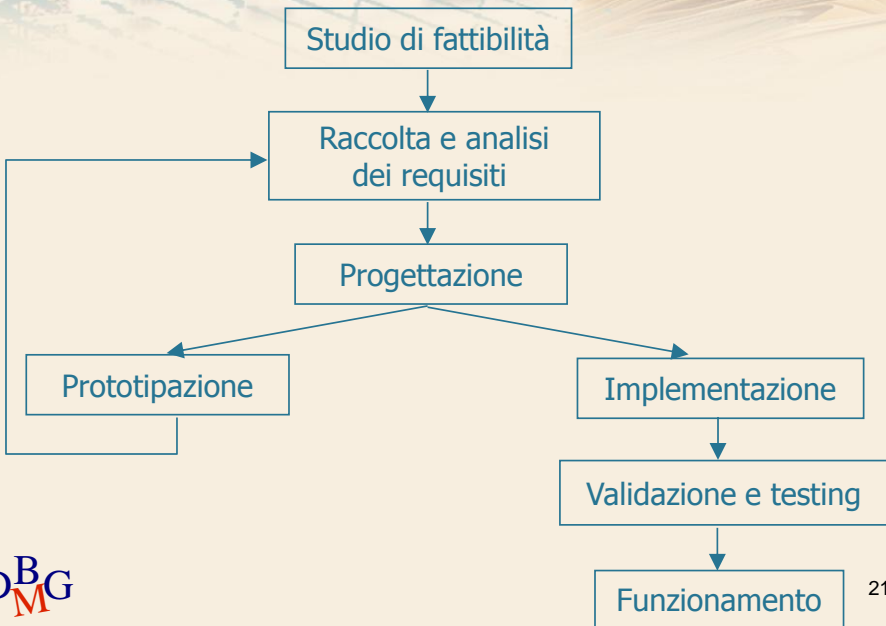 Studio di fattibilità
Raccolta e analisi
dei requisiti
Progettazione
Prototipazione
Implementazione
Validazione e testing
Funzionamento
DBMG
21